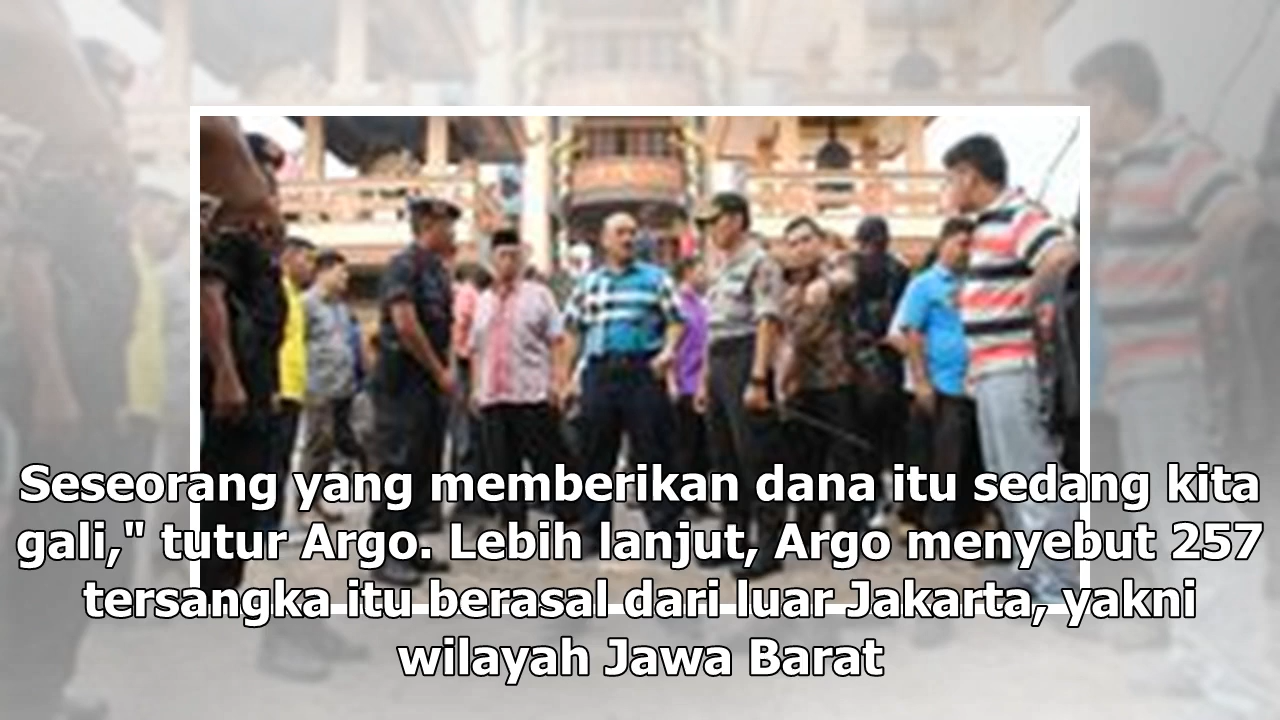 Seseorang yang memberikan dana itu sedang kita
gali," tutur Argo. Lebih lanjut, Argo menyebut 257
tersangka itu berasal dari luar Jakarta, yakni
wilayah Jawa Barat